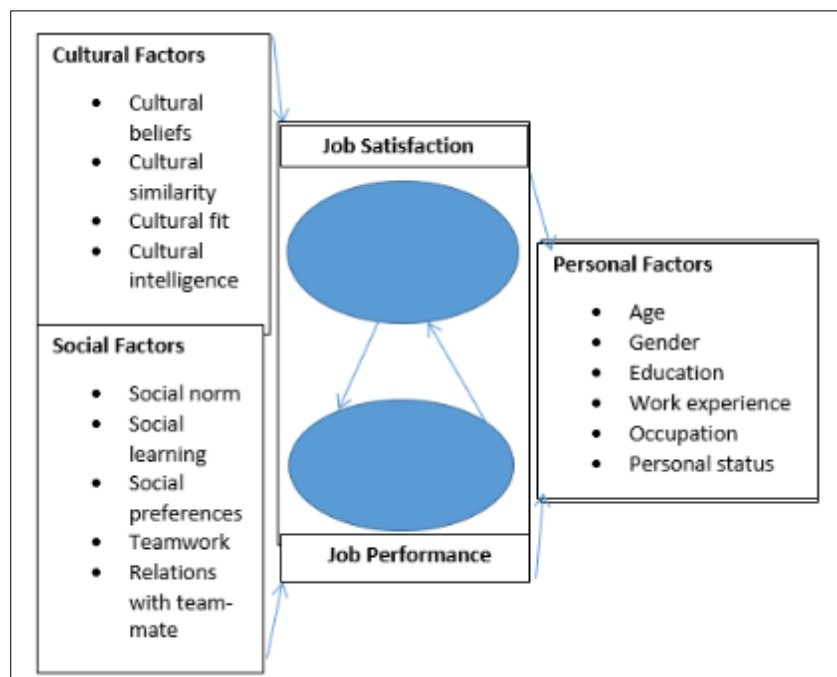 Cultural Factors
• Cultural
beliefs
• Cultural
similarity
• Cultural fit
• Cultural
intelligence
Social Factors
• Social norm
• Social
learning
• Social
preferences
• Teamwork
• Relations
with team-
mate
Job Satisfaction
Job Performance
Personal Factors
• Age
• Gender
• Education
• Work experience
• Occupation
• Personal status